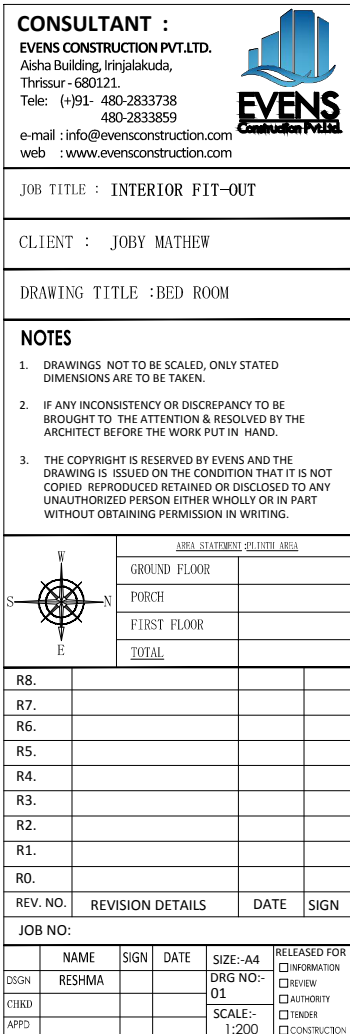 CONSULTANT :
EVENS CONSTRUCTION PVT.LTD.
Aisha Building, Irinjalakuda,
Thrissur - 680121.
Tele: (+)91- 480-2833738
480-2833859
e-mail : info@evensconstruction.com
web : www.evensconstruction.com
EVENS
Construction Pvt.Ltd.
JOB TITLE : INTERIOR FIT-OUT
CLIENT : JOBY MATHEW
DRAWING TITLE :BED ROOM
NOTES
1. DRAWINGS NOT TO BE SCALED, ONLY STATED
DIMENSIONS ARE TO BE TAKEN.
2. IF ANY INCONSISTENCY OR DISCREPANCY TO BE
BROUGHT TO THE ATTENTION & RESOLVED BY THE
ARCHITECT BEFORE THE WORK PUT IN HAND.
3. THE COPYRIGHT IS RESERVED BY EVENS AND THE
DRAWING IS ISSUED ON THE CONDITION THAT IT IS NOT
COPIED REPRODUCED RETAINED OR DISCLOSED TO ANY
UNAUTHORIZED PERSON EITHER WHOLLY OR IN PART
WITHOUT OBTAINING PERMISSION IN WRITING.
W
S N
E
AREA STATEMENT :PLINTH AREA
GROUND FLOOR
PORCH
FIRST FLOOR
TOTAL
R8.
R7.
R6.
R5.
R4.
R3.
R2.
R1.
R0.
REV. NO. REVISION DETAILS DATE SIGN
JOB NO:
NAME SIGN DATE
DSGN RESHMA
CHKD
APPD
SIZE:-A4
DRG NO:-
01
SCALE:-
1:200
RELEASED FOR
INFORMATION
REVIEW
AUTHORITY
TENDER
CONSTRUCTION